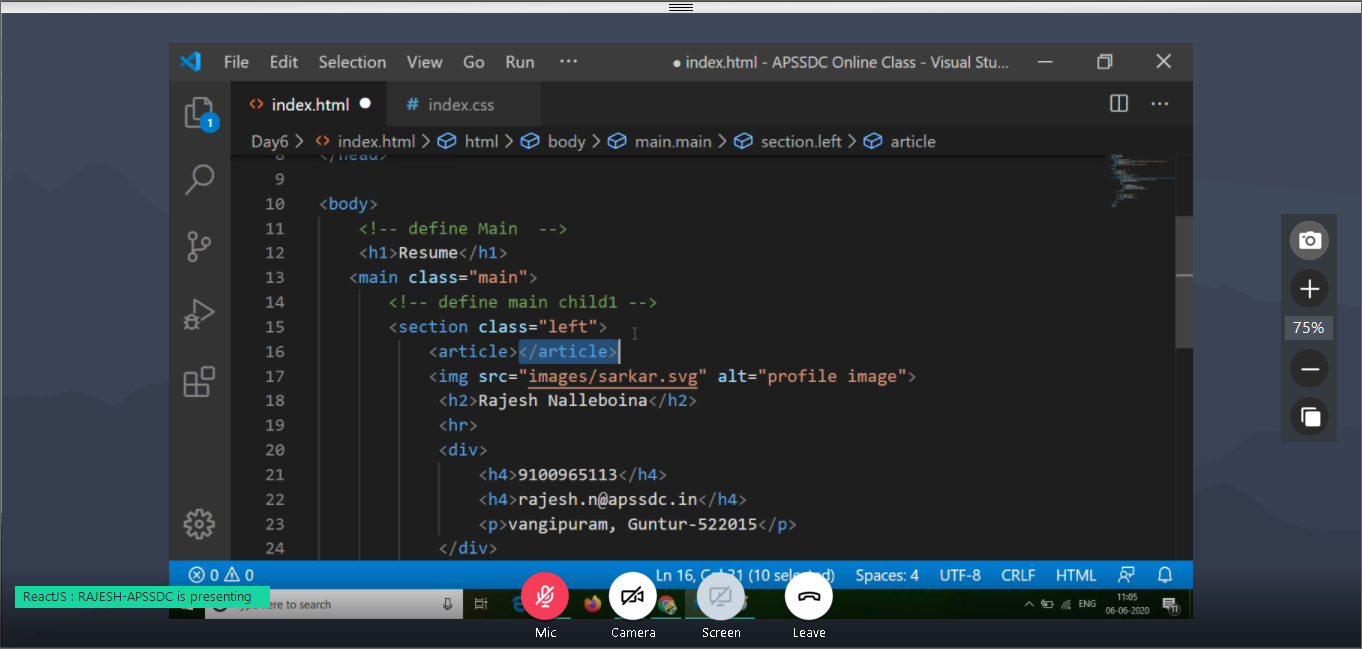 File Edit Selection View Go Run ··· ● index.html - APSSDC Online Class - Visual Stu...
<> index.html ● # index.css ···
1
Day6 > <> index.html > html > body > main.main > section.left > article
8 </head>
9
10 <body>
11 <!-- define Main -->
12 <h1>Resume</h1>
13 <main class="main">
14 <!-- define main child1 -->
15 <section class="left">
16 <article></article>
17 <img src="images/sarkar.svg" alt="profile image">
18 <h2>Rajesh Nalleboina</h2>
19 <hr>
20 <div>
21 <h4>9100965113</h4>
22 <h4>rajesh.n@apssdc.in</h4>
23 <p>vangipuram, Guntur-522015</p>
24 </div>
75%
0 0 Ln 16, Col 31 (10 selected) Spaces: 4 UTF-8 CRLF HTML
ReactJS : RAJESH-APSSDC is presenting
here to search
ENG 11:05
06-06-2020
11
Mic Camera Screen Leave